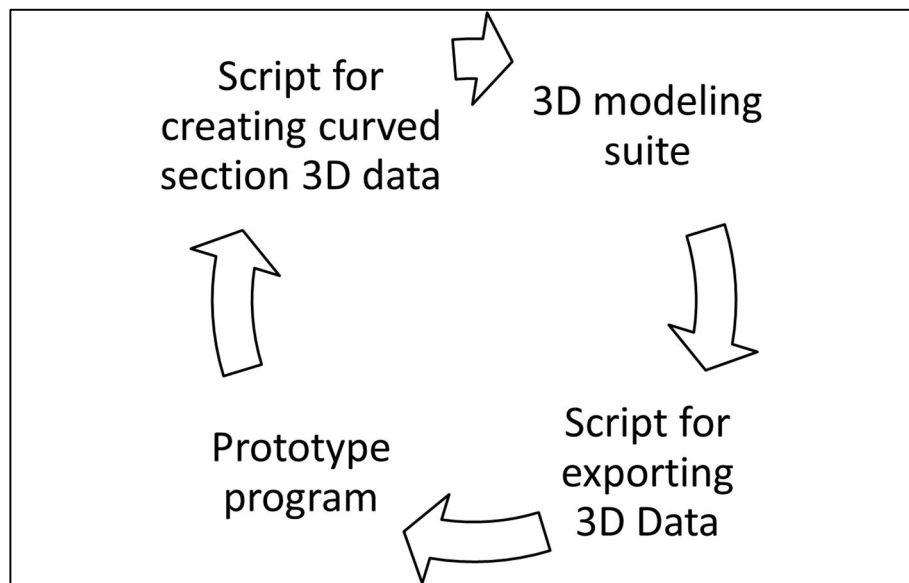 Script for
creating curved
section 3D data
3D modeling
suite
Script for
exporting
3D Data
Prototype
program